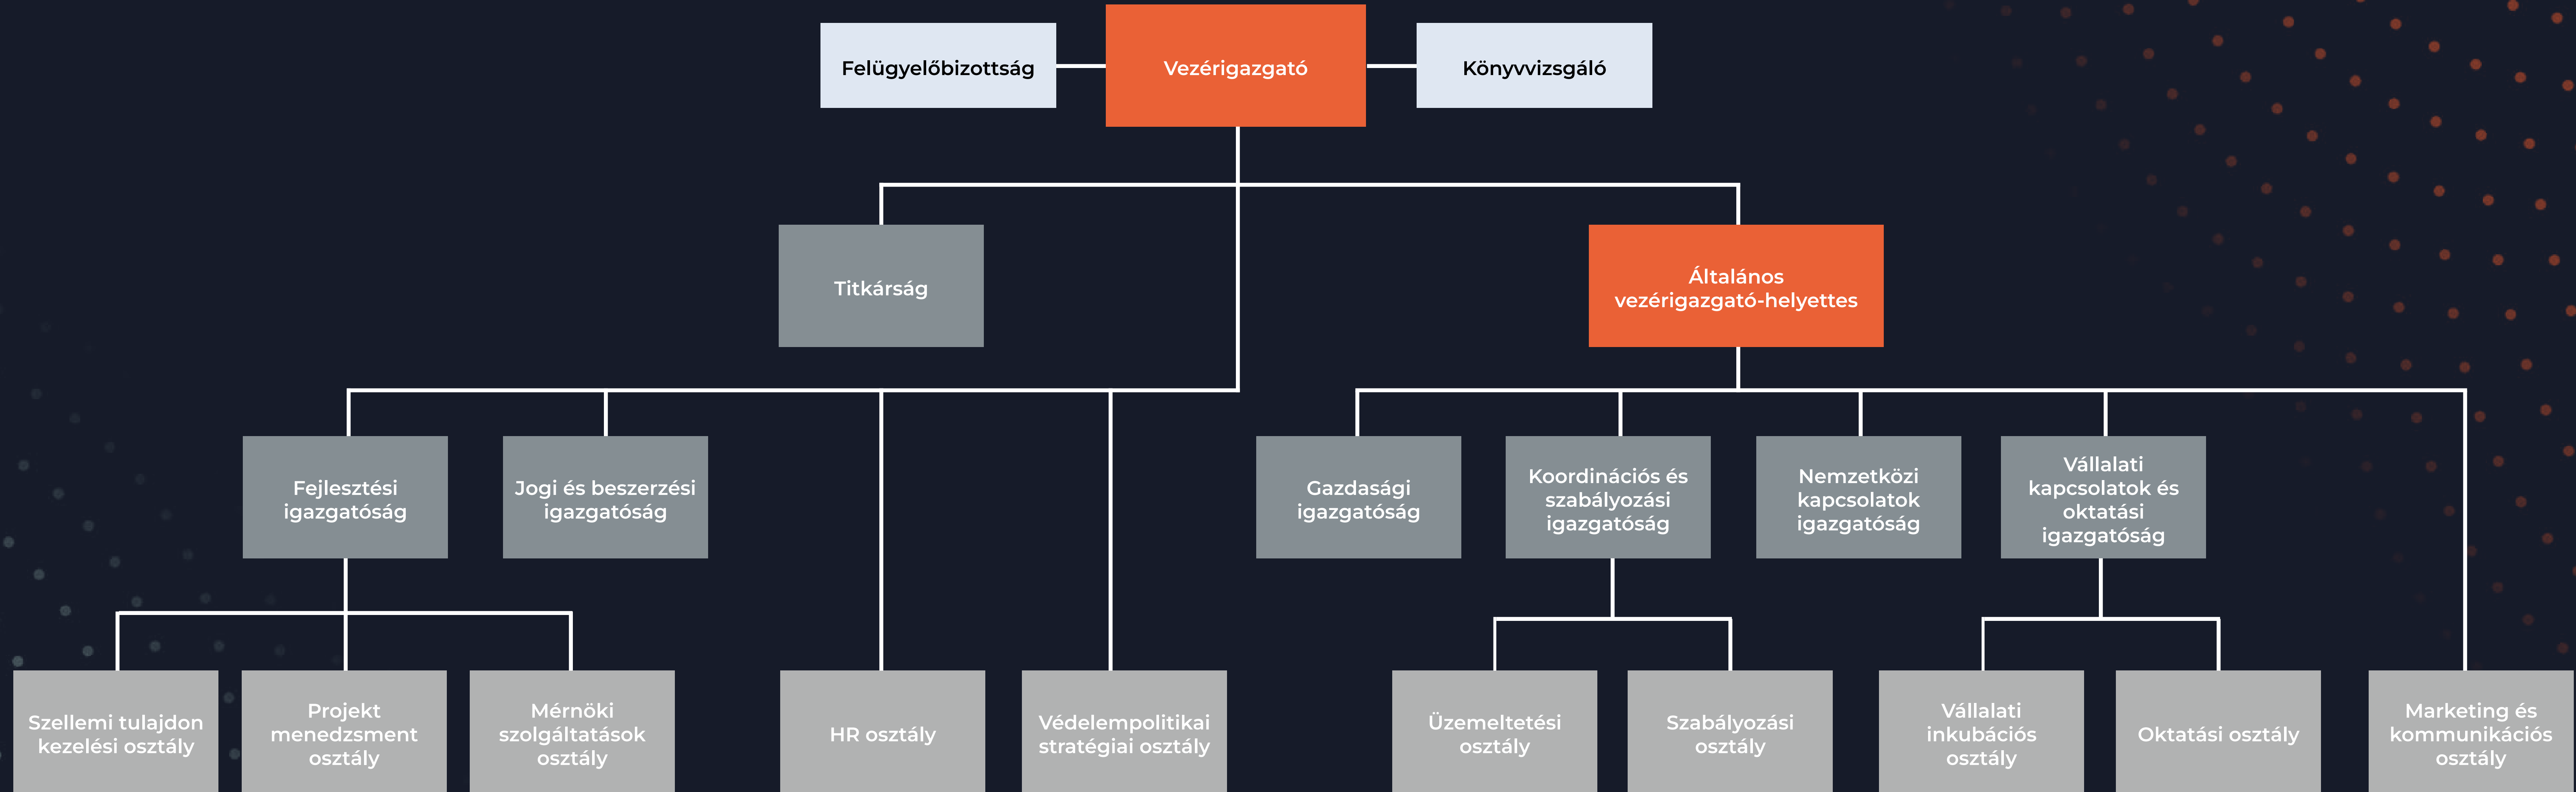 Felügyelőbizottság
Vezérigazgató
Könyvvizsgáló
Titkárság
Általános
vezérigazgató-helyettes
Fejlesztési
igazgatóság
Jogi és beszerzési
igazgatóság
Gazdasági
igazgatóság
Koordinációs és
szabályozási
igazgatóság
Nemzetközi
kapcsolatok
igazgatóság
Vállalati
kapcsolatok és
oktatási
igazgatóság
Szellemi tulajdon
kezelési osztály
Projekt
menedzsment
osztály
Mérnöki
szolgáltatások
osztály
HR osztály
Védelempolitikai
stratégiai osztály
Üzemeltetési
osztály
Szabályozási
osztály
Vállalati
inkubációs
osztály
Oktatási osztály
Marketing és
kommunikációs
osztály